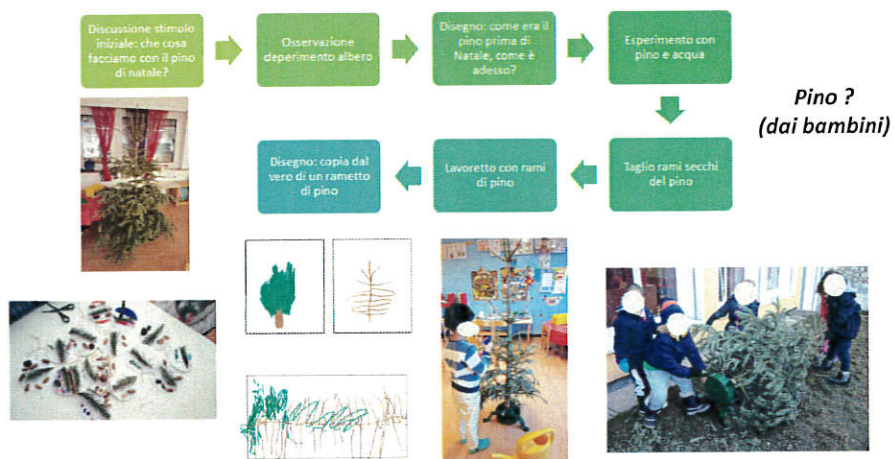 Discussione stimolo
iniziale: che cosa
facciamo con il pino
di natale?
Osservazione
deperimento albero
Disegno: come era il
pino prima di
Natale, come è
adesso?
Esperimento con
pino e acqua
Pino ?
(dai bambini)
Taglio rami secchi
del pino
Lavoretto con rami
di pino
Disegno: copia dal
vero di un rametto
di pino